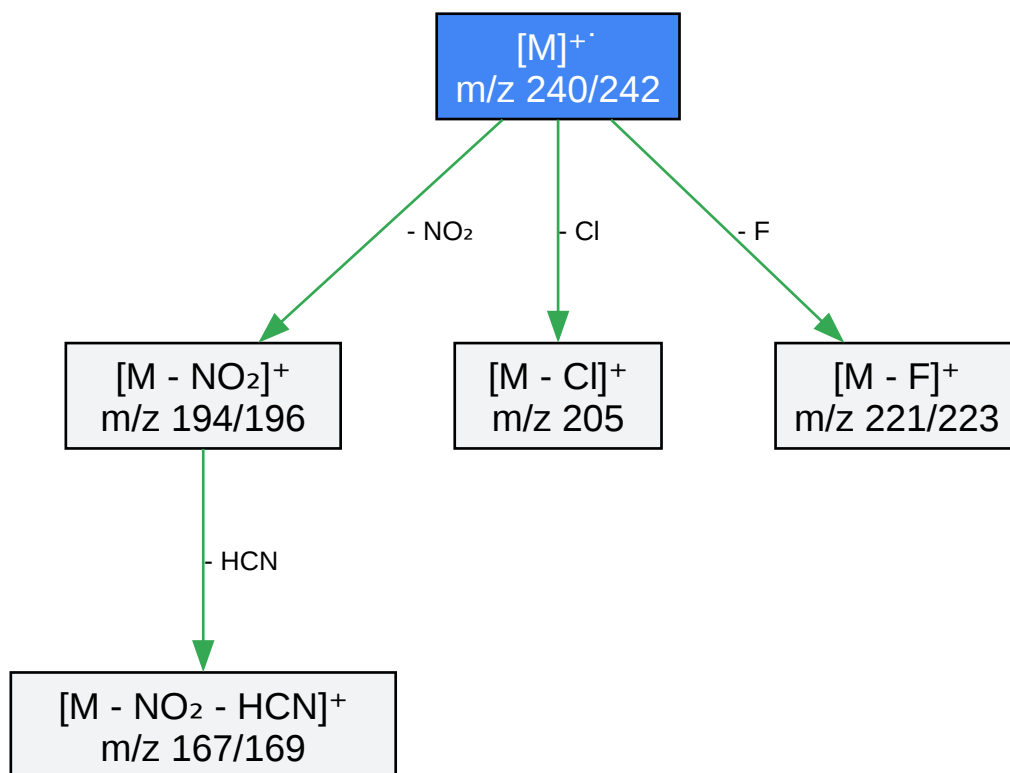 [M]⁺˙
m/z 240/242
- NO₂
- Cl
- F
[M - NO₂]⁺
m/z 194/196
[M - Cl]⁺
m/z 205
[M - F]⁺
m/z 221/223
- HCN
[M - NO₂ - HCN]⁺
m/z 167/169